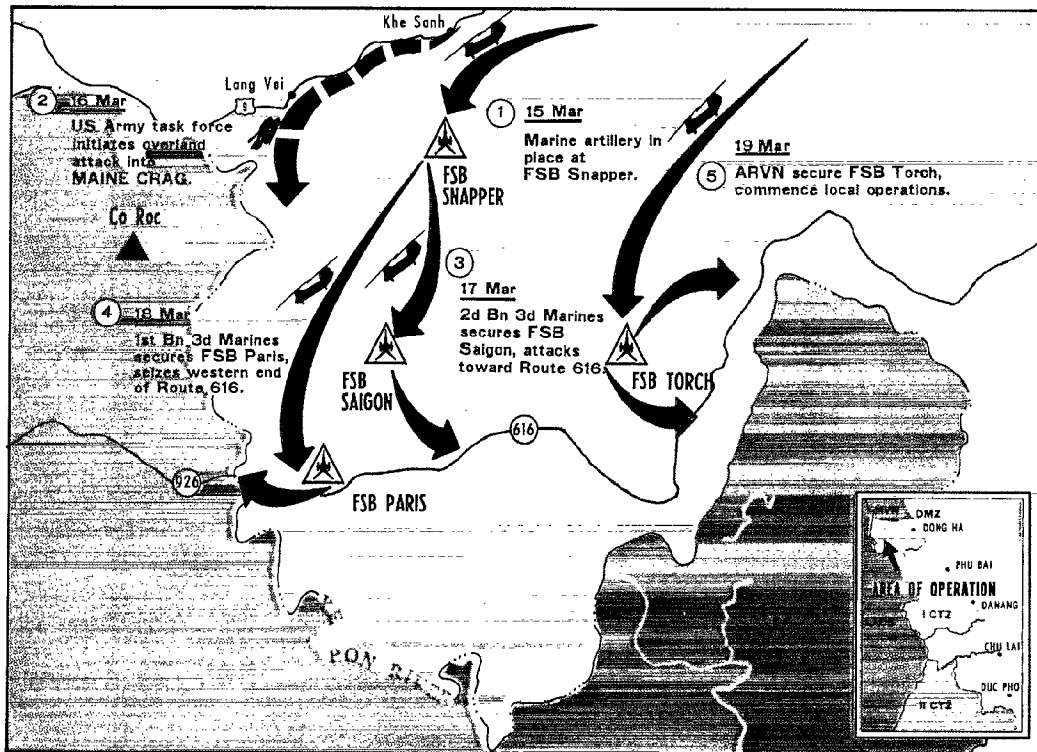 Khe Sanh
Lang Vei
9
2
16 Mar
US Army task force
initiates overland
attack into
MAINE CRAG.
1
15 Mar
Marine artillery in
place at
FSB Snapper.
FSB
SNAPPER
19 Mar
5
ARVN secure FSB Torch,
commence local operations.
Co Roc
3
17 Mar
2d Bn 3d Marines
secures FSB
Saigon, attacks
toward Route 616.
4
18 Mar
1st Bn 3d Marines
secures FSB Paris,
seizes western end
of Route 616.
FSB
SAIGON
FSB TORCH
616
926
FSB PARIS
PON RIVER
DMZ
DONG HA
PHU BAI
AREA OF OPERATION
DANANG
I CTZ
CHU LAI
DUC PHO
II CTZ